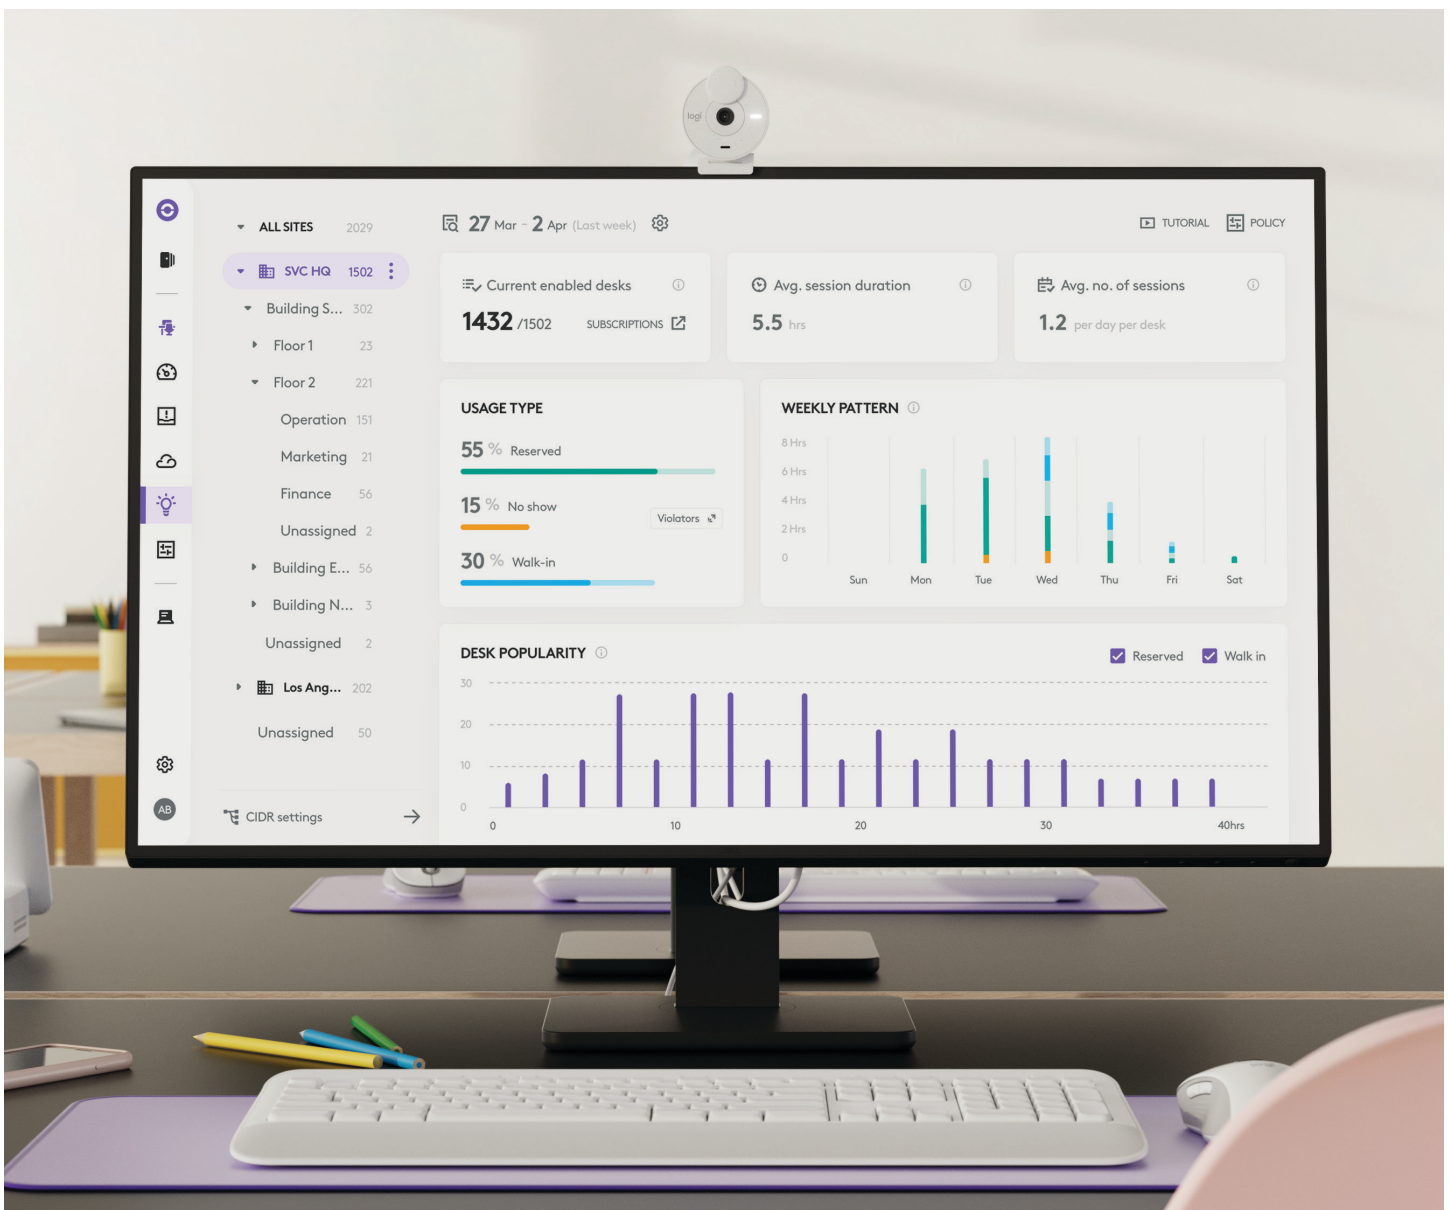 logi
ALL SITES 2029
SVC HQ 1502
Building S... 302
Floor 1 23
Floor 2 221
Operation 151
Marketing 21
Finance 56
Unassigned 2
Building E... 56
Building N... 3
Unassigned 2
Los Ang... 202
Unassigned 50
CIDR settings
AB
27 Mar - 2 Apr (Last week)
TUTORIAL
POLICY
Current enabled desks
1432 /1502 SUBSCRIPTIONS
Avg. session duration
5.5 hrs
Avg. no. of sessions
1.2 per day per desk
USAGE TYPE
55 % Reserved
15 % No show
Violators
30 % Walk-in
WEEKLY PATTERN
8 Hrs
6 Hrs
4 Hrs
2 Hrs
0
Sun Mon Tue Wed Thu Fri Sat
DESK POPULARITY
Reserved Walk in
30
20
10
0
0 10 20 30 40hrs